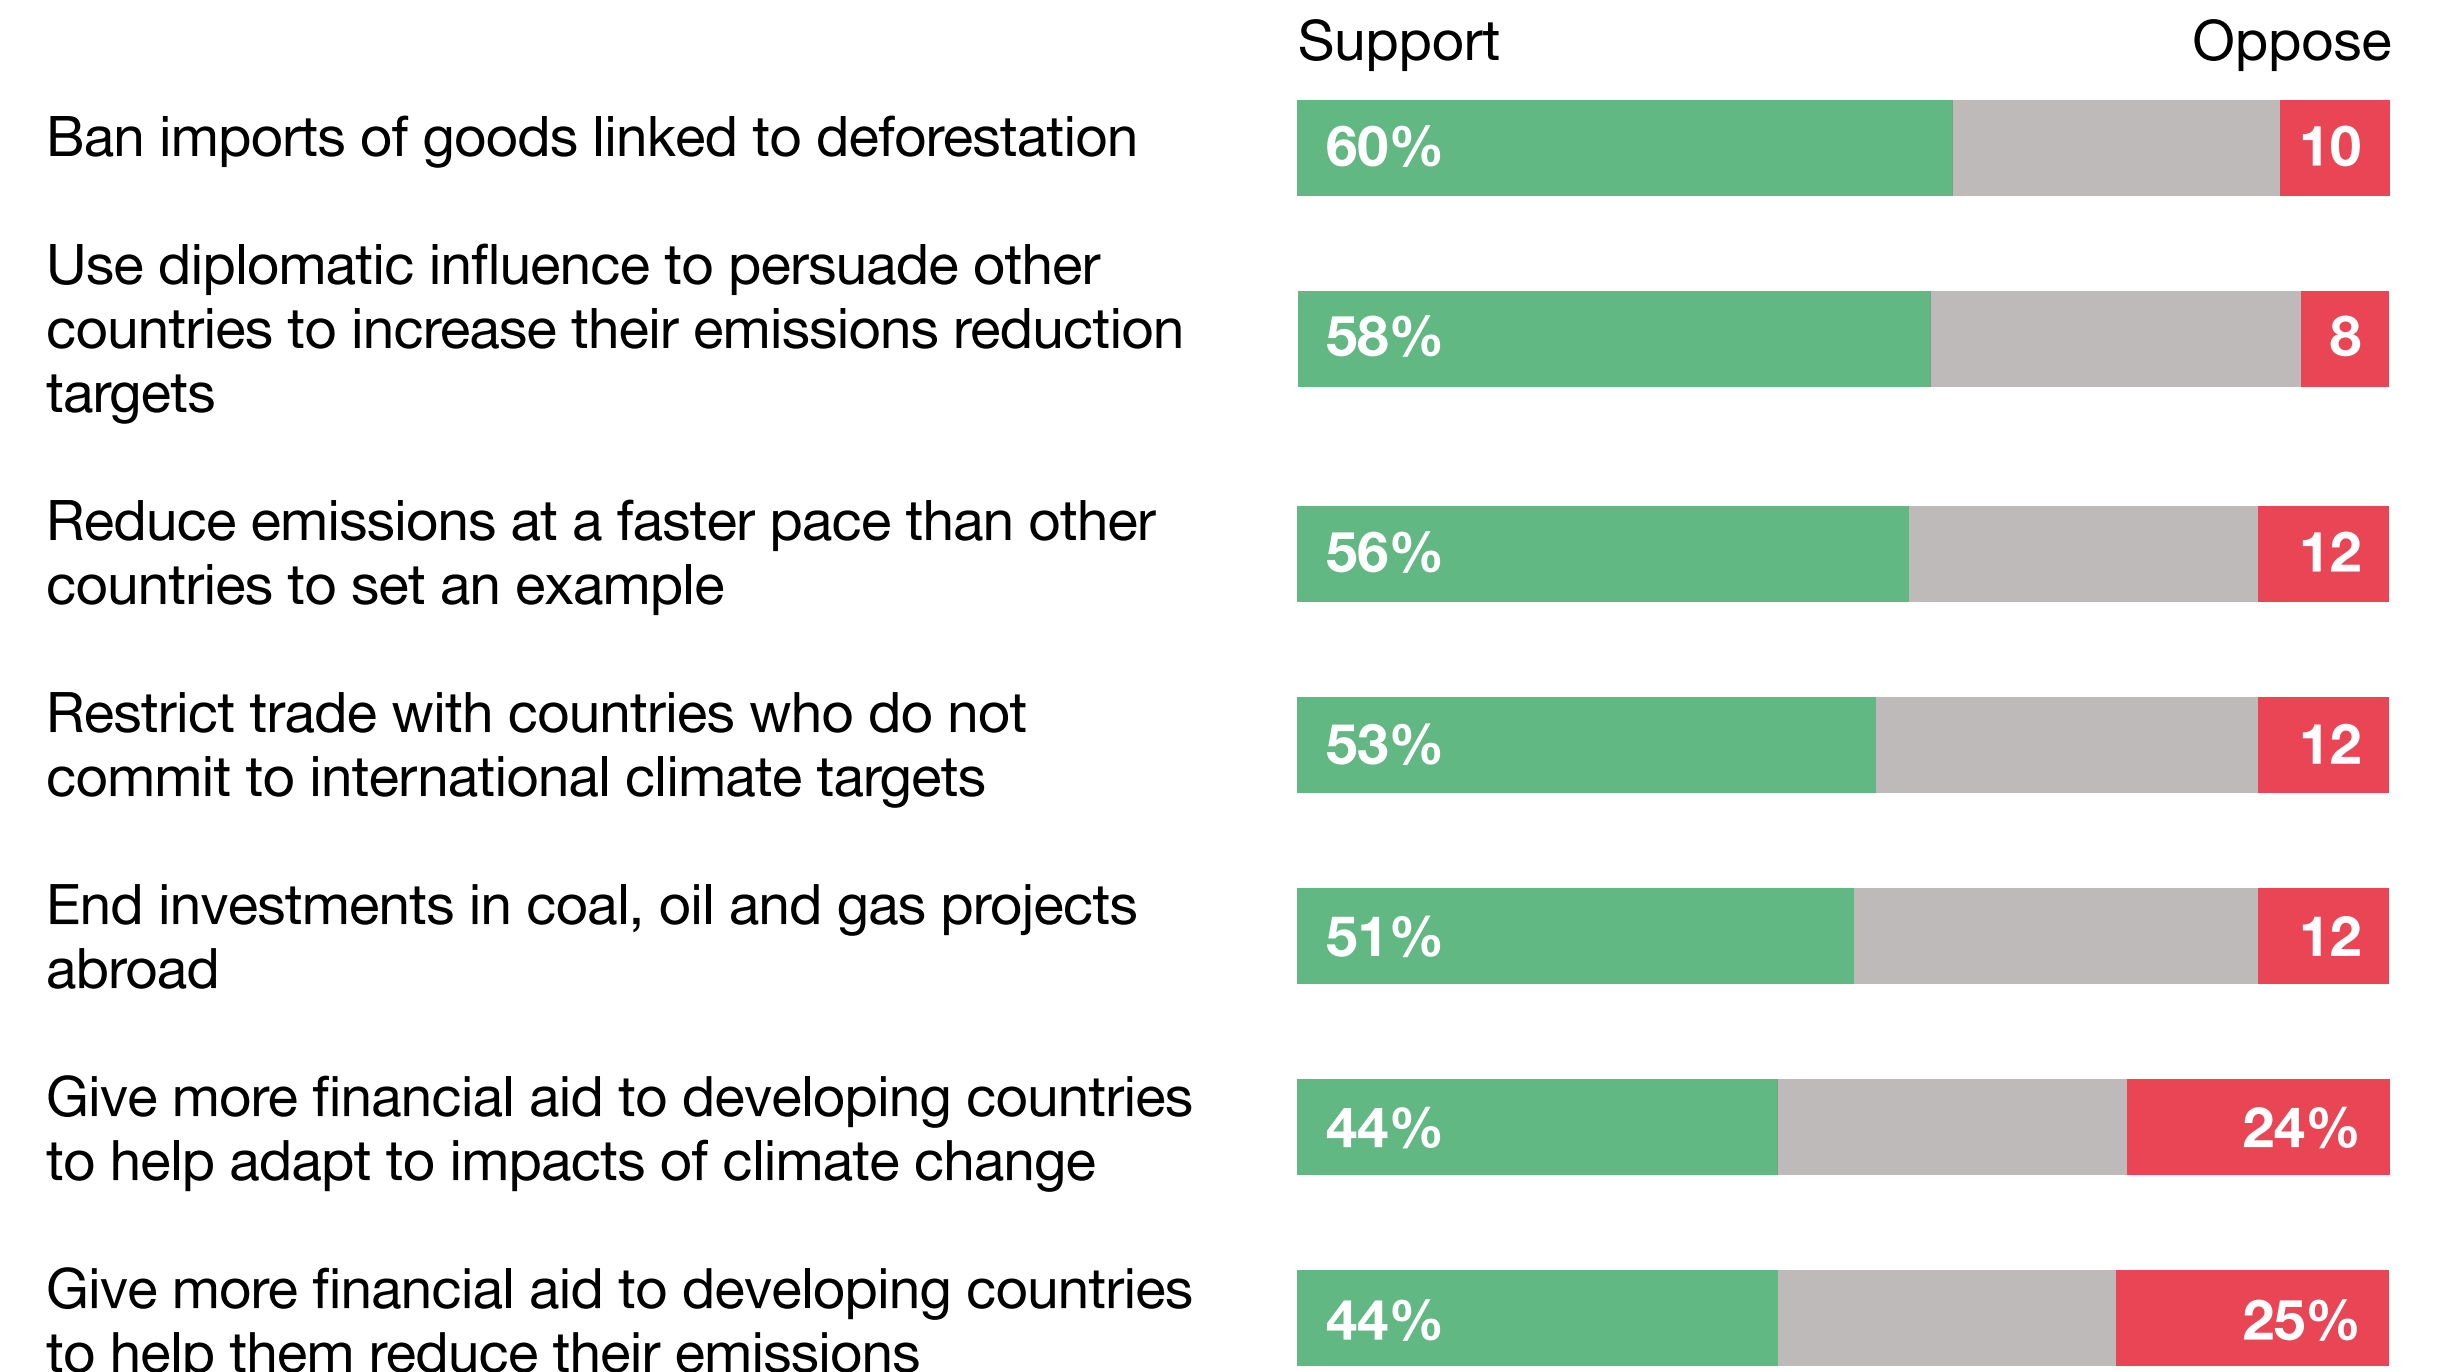 Support Oppose
Ban imports of goods linked to deforestation 60% 10
Use diplomatic influence to persuade other
countries to increase their emissions reduction 58% 8
targets
Reduce emissions at a faster pace than other
countries to set an example 56% 12
Restrict trade with countries who do not
commit to international climate targets 53% 12
End investments in coal, oil and gas projects
abroad 51% 12
Give more financial aid to developing countries
to help adapt to impacts of climate change 44% 24%
Give more financial aid to developing countries
to help them reduce their emissions 44% 25%